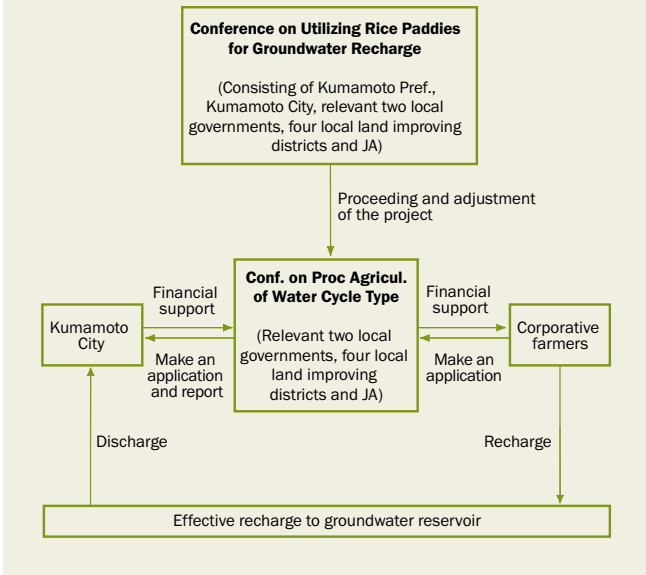 Conference on Utilizing Rice Paddies
for Groundwater Recharge
(Consisting of Kumamoto Pref.,
Kumamoto City, relevant two local
governments, four local land improving
districts and JA)
Proceeding and adjustment
of the project
Conf. on Proc Agricul.
of Water Cycle Type
(Relevant two local
governments, four local
land improving
districts and JA)
Kumamoto
City
Financial
support
Make an
application
and report
Financial
support
Make an
application
Corporative
farmers
Discharge
Recharge
Effective recharge to groundwater reservoir